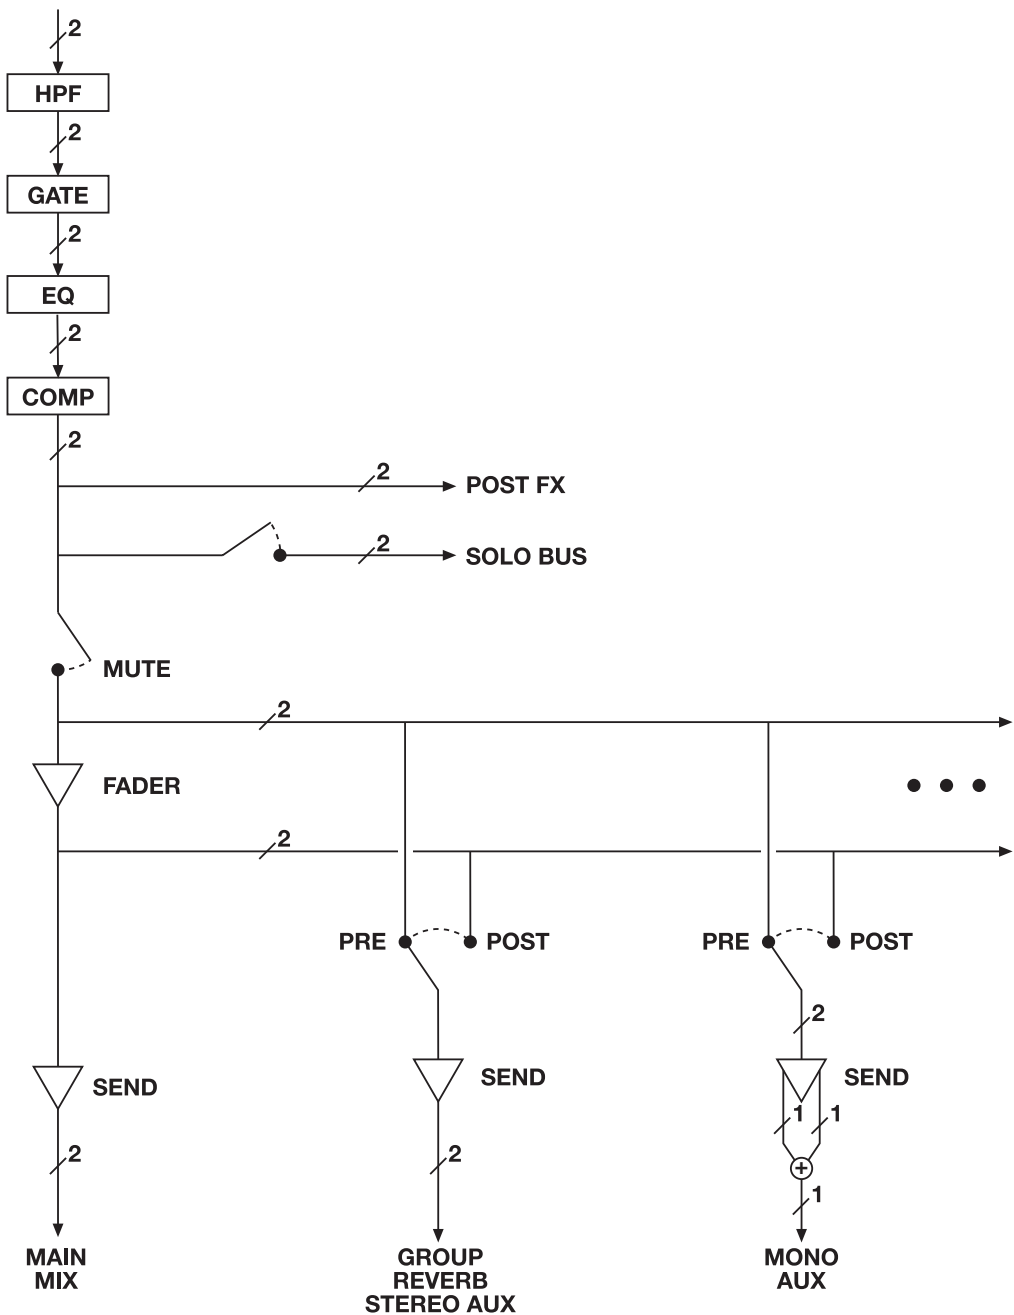 2
HPF
2
GATE
2
EQ
2
COMP
2
2
POST FX
2
SOLO BUS
MUTE
2
FADER
2
PRE
POST
PRE
POST
2
SEND
SEND
SEND
1
1
2
2
1
MAIN
MIX
GROUP
REVERB
STEREO AUX
MONO
AUX